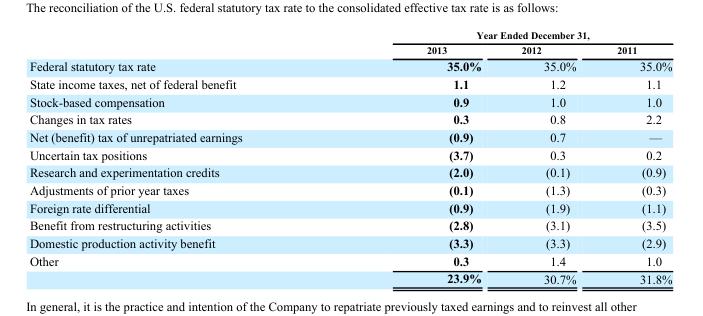 The reconciliation of the U.S. federal statutory tax rate to the consolidated effective tax rate is as follows:
Year Ended December 31,
2013 2012 2011
Federal statutory tax rate 35.0% 35.0% 35.0%
State income taxes, net of federal benefit 1.1 1.2 1.1
Stock-based compensation 0.9 1.0 1.0
Changes in tax rates 0.3 0.8 2.2
Net (benefit) tax of unrepatriated earnings (0.9) 0.7 —
Uncertain tax positions (3.7) 0.3 0.2
Research and experimentation credits (2.0) (0.1) (0.9)
Adjustments of prior year taxes (0.1) (1.3) (0.3)
Foreign rate differential (0.9) (1.9) (1.1)
Benefit from restructuring activities (2.8) (3.1) (3.5)
Domestic production activity benefit (3.3) (3.3) (2.9)
Other 0.3 1.4 1.0
23.9% 30.7% 31.8%
In general, it is the practice and intention of the Company to repatriate previously taxed earnings and to reinvest all other